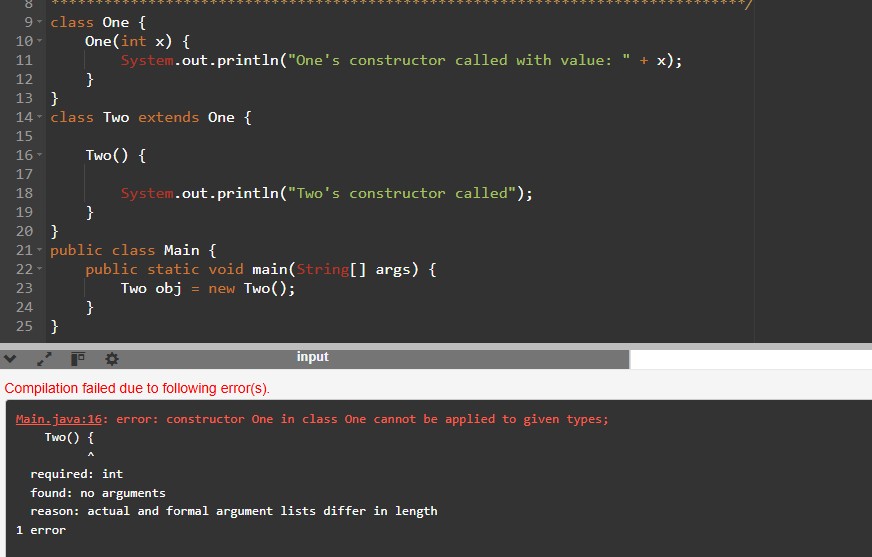 8 *******************************************************************************/
9 class One {
10 One(int x) {
11 System.out.println("One's constructor called with value: " + x);
12 }
13 }
14 class Two extends One {
15
16 Two() {
17
18 System.out.println("Two's constructor called");
19 }
20 }
21 public class Main {
22 public static void main(String[] args) {
23 Two obj = new Two();
24 }
25 }
input
Compilation failed due to following error(s).
Main.java:16: error: constructor One in class One cannot be applied to given types;
Two() {
^
required: int
found: no arguments
reason: actual and formal argument lists differ in length
1 error